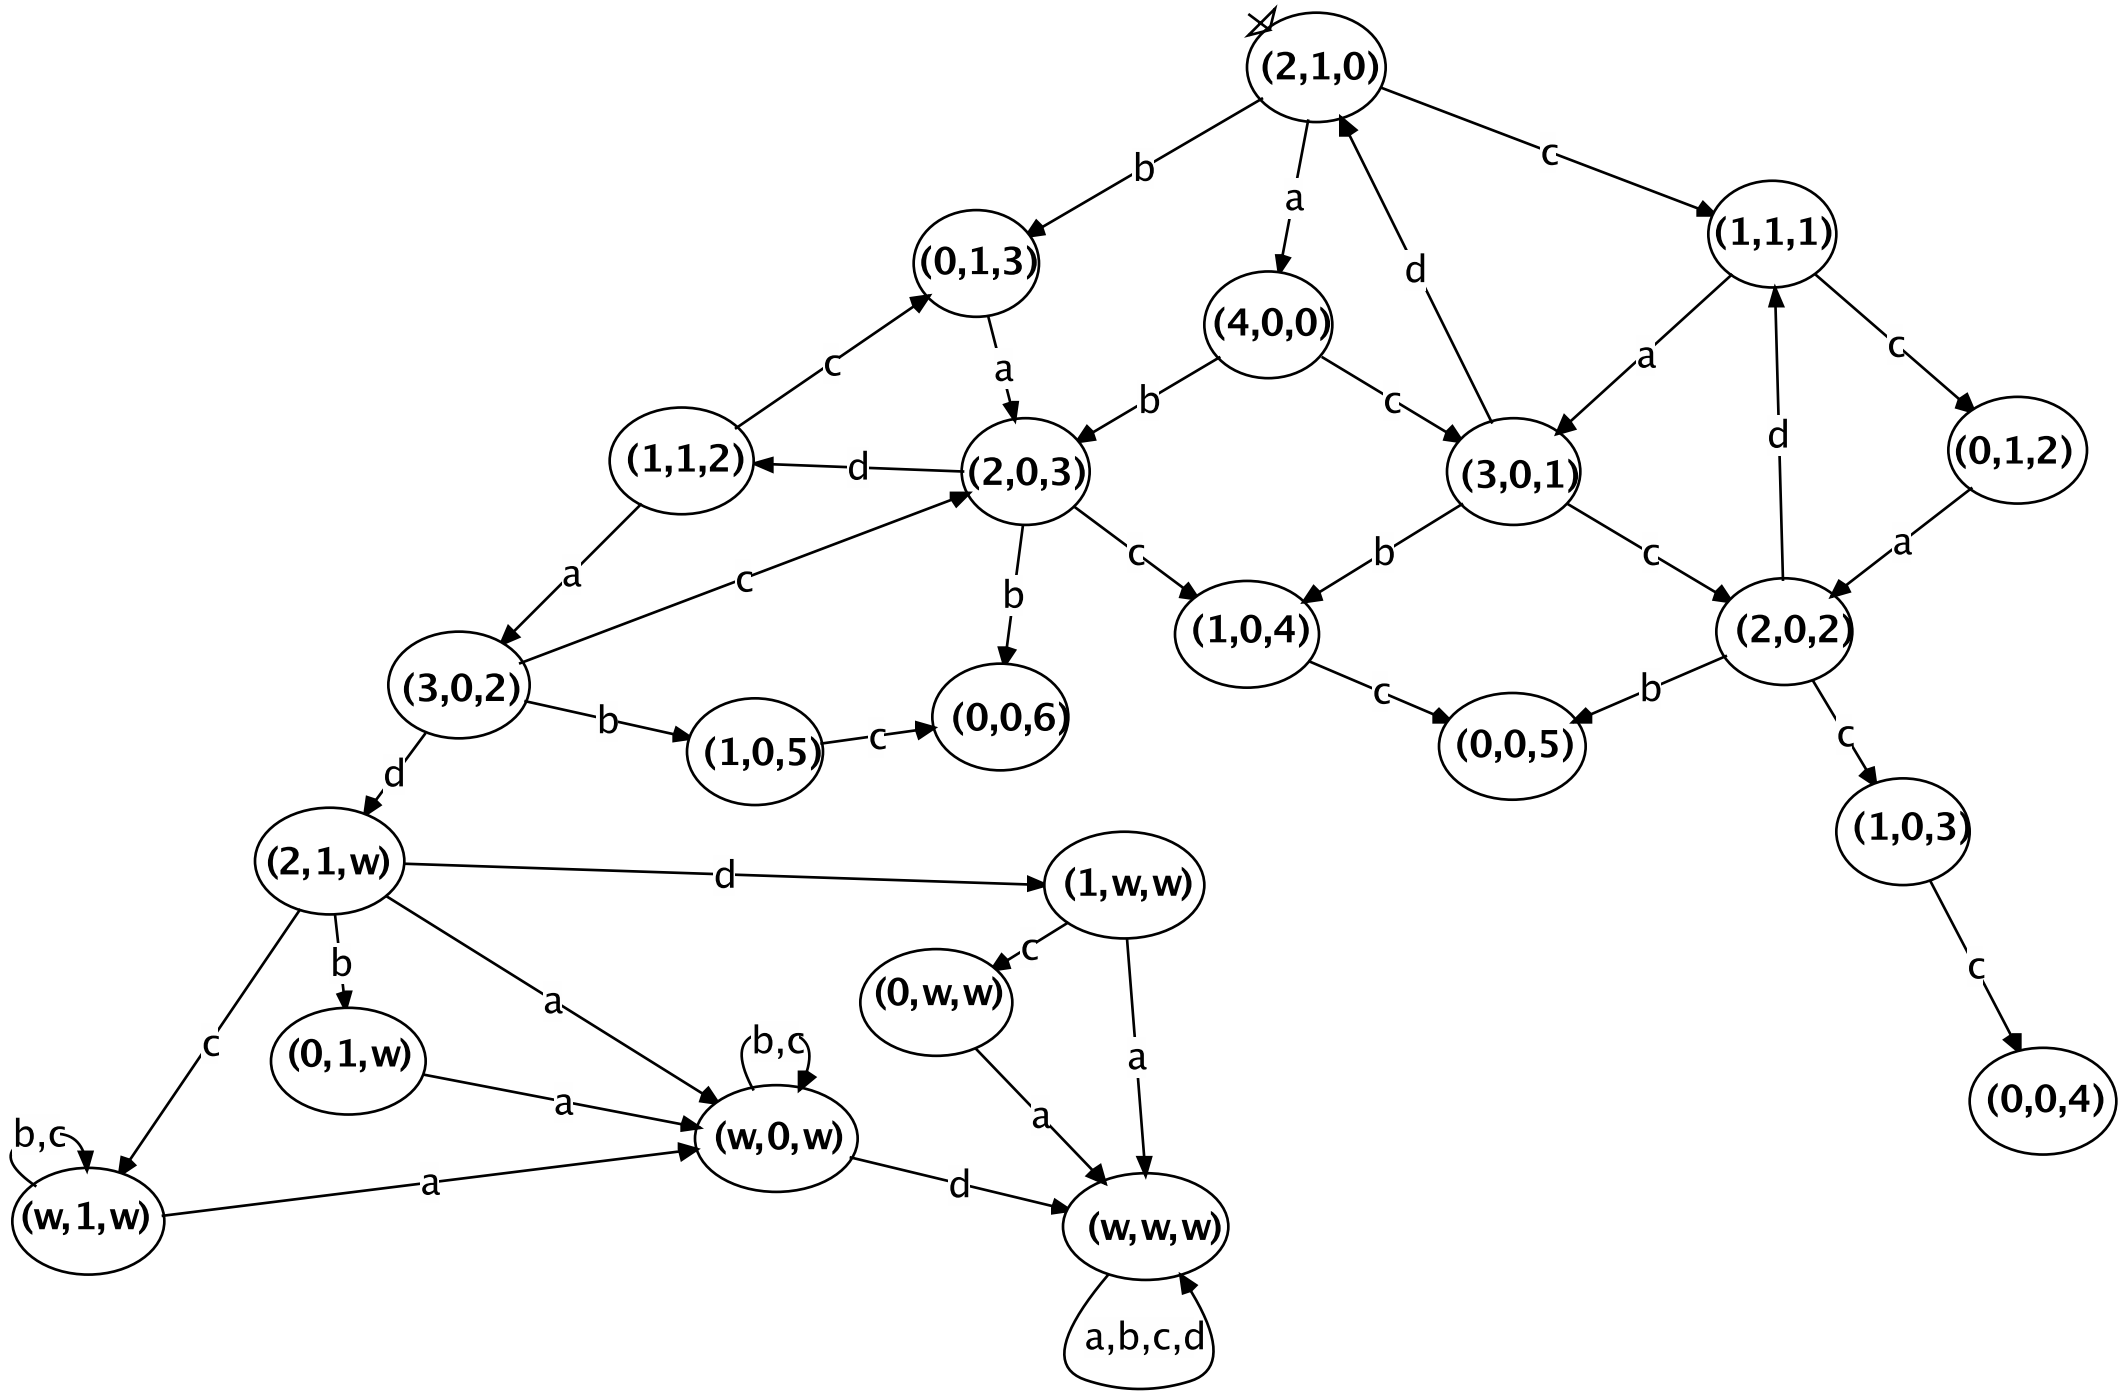 (2,1,0)
c
b
a
(1,1,1)
(0,1,3)
d
(4,0,0)
c
a
c
a
b
c
d
(1,1,2)
d
(2,0,3)
(3,0,1)
(0,1,2)
a
c
b
c
a
c
b
(1,0,4)
(2,0,2)
(3,0,2)
b
(1,0,5)
c
(0,0,6)
c
(0,0,5)
b
c
d
(1,0,3)
(2,1,w)
d
(1,w,w)
c
b
a
c
(0,w,w)
c
(0,1,w)
b,c
a
a
a
(0,0,4)
b,c
(w,0,w)
d
a
(w,1,w)
(w,w,w)
a,b,c,d